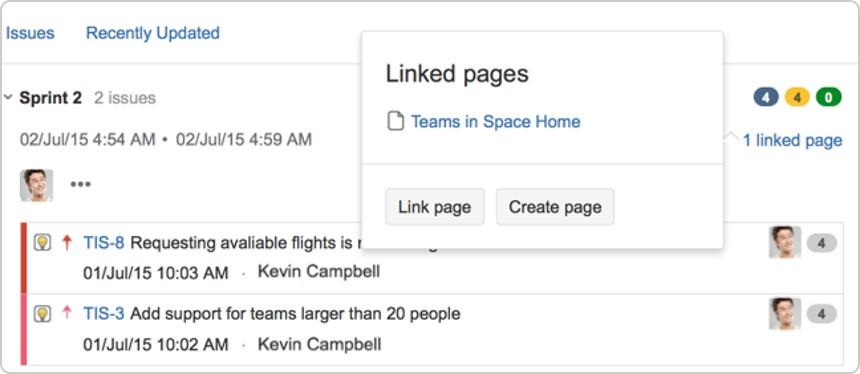 Issues Recently Updated
Linked pages
Teams in Space Home
Link page Create page
Sprint 2 2 issues 4 4 0
02/Jul/15 4:54 AM • 02/Jul/15 4:59 AM 1 linked page
•••
TIS-8 Requesting avaliable flights is 4
01/Jul/15 10:03 AM · Kevin Campbell
TIS-3 Add support for teams larger than 20 people 4
01/Jul/15 10:02 AM · Kevin Campbell